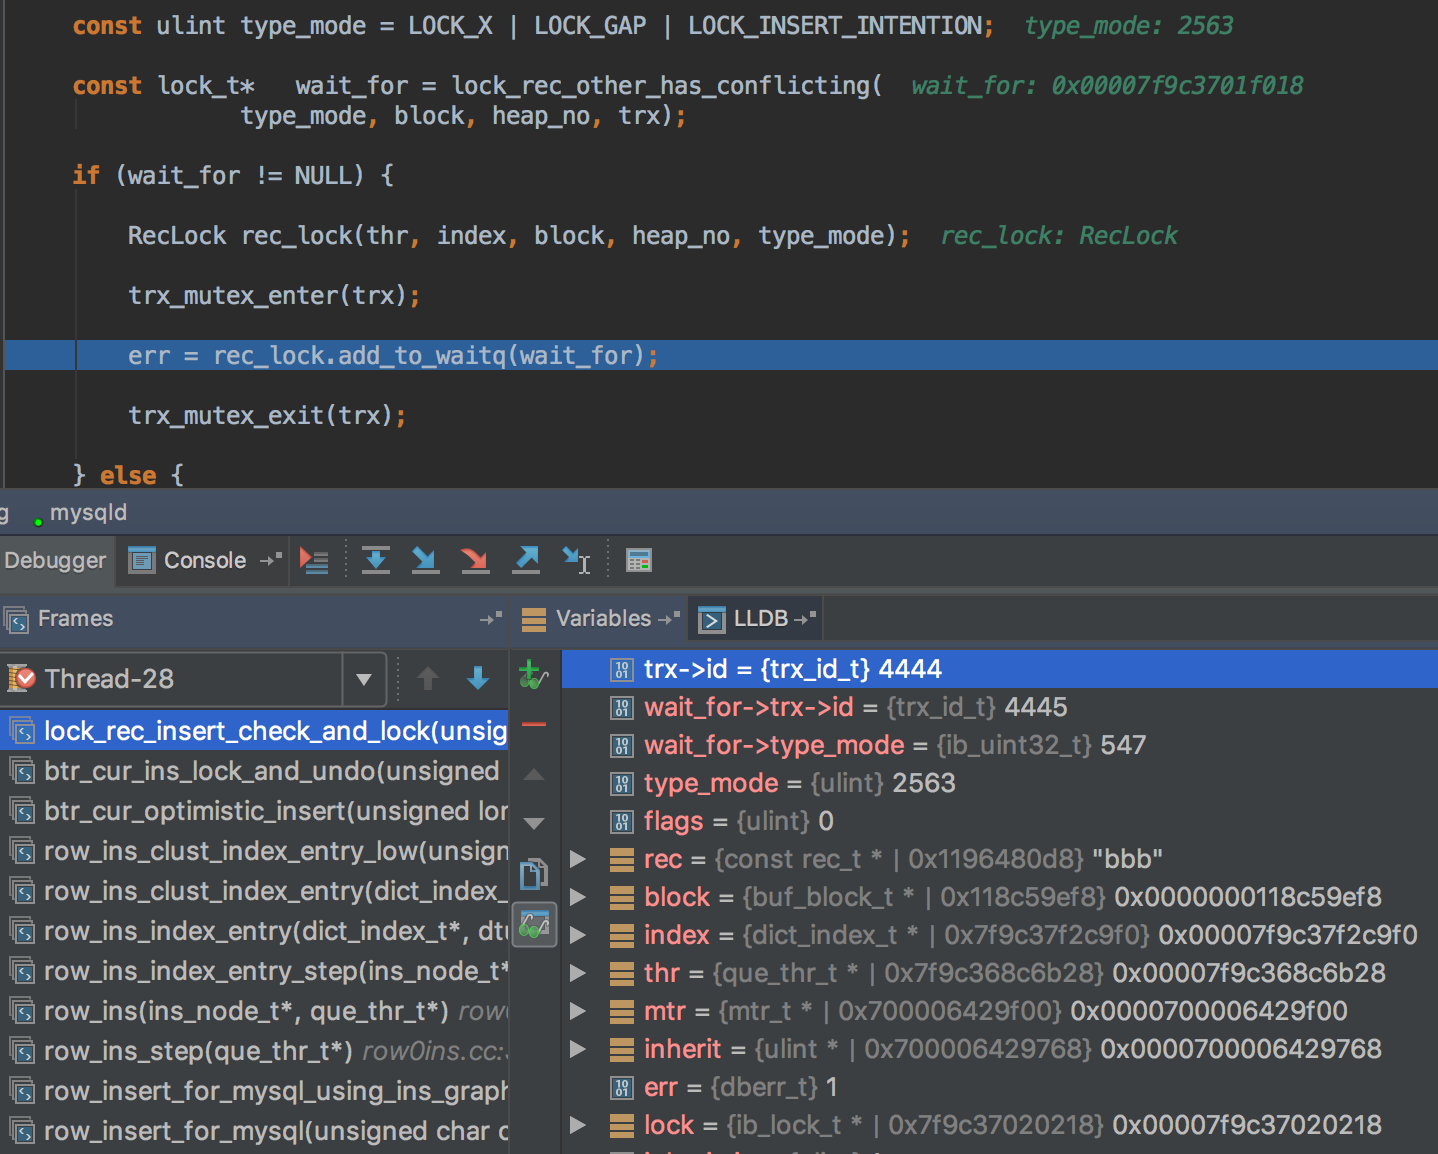 const ulint type_mode = LOCK_X | LOCK_GAP | LOCK_INSERT_INTENTION;  type_mode: 2563
const lock_t*   wait_for = lock_rec_other_has_conflicting(  wait_for: 0x00007f9c3701f018
type_mode, block, heap_no, trx);
if (wait_for != NULL) {
RecLock rec_lock(thr, index, block, heap_no, type_mode);  rec_lock: RecLock
trx_mutex_enter(trx);
err = rec_lock.add_to_waitq(wait_for);
trx_mutex_exit(trx);
} else {
g mysqld
Debugger Console
Frames
Thread-28
lock_rec_insert_check_and_lock(unsig
btr_cur_ins_lock_and_undo(unsigned
btr_cur_optimistic_insert(unsigned lon
row_ins_clust_index_entry_low(unsign
row_ins_clust_index_entry(dict_index_
row_ins_index_entry(dict_index_t*, dtu
row_ins_index_entry_step(ins_node_t*
row_ins(ins_node_t*, que_thr_t*) row0
row_ins_step(que_thr_t*) row0ins.cc:
row_insert_for_mysql_using_ins_graph
row_insert_for_mysql(unsigned char c
Variables LLDB
trx->id = {trx_id_t} 4444
wait_for->trx->id = {trx_id_t} 4445
wait_for->type_mode = {ib_uint32_t} 547
type_mode = {ulint} 2563
flags = {ulint} 0
rec = {const rec_t * | 0x1196480d8} "bbb"
block = {buf_block_t * | 0x118c59ef8} 0x0000000118c59ef8
index = {dict_index_t * | 0x7f9c37f2c9f0} 0x00007f9c37f2c9f0
thr = {que_thr_t * | 0x7f9c368c6b28} 0x00007f9c368c6b28
mtr = {mtr_t * | 0x700006429f00} 0x0000700006429f00
inherit = {ulint * | 0x700006429768} 0x0000700006429768
err = {dberr_t} 1
lock = {ib_lock_t * | 0x7f9c37020218} 0x00007f9c37020218